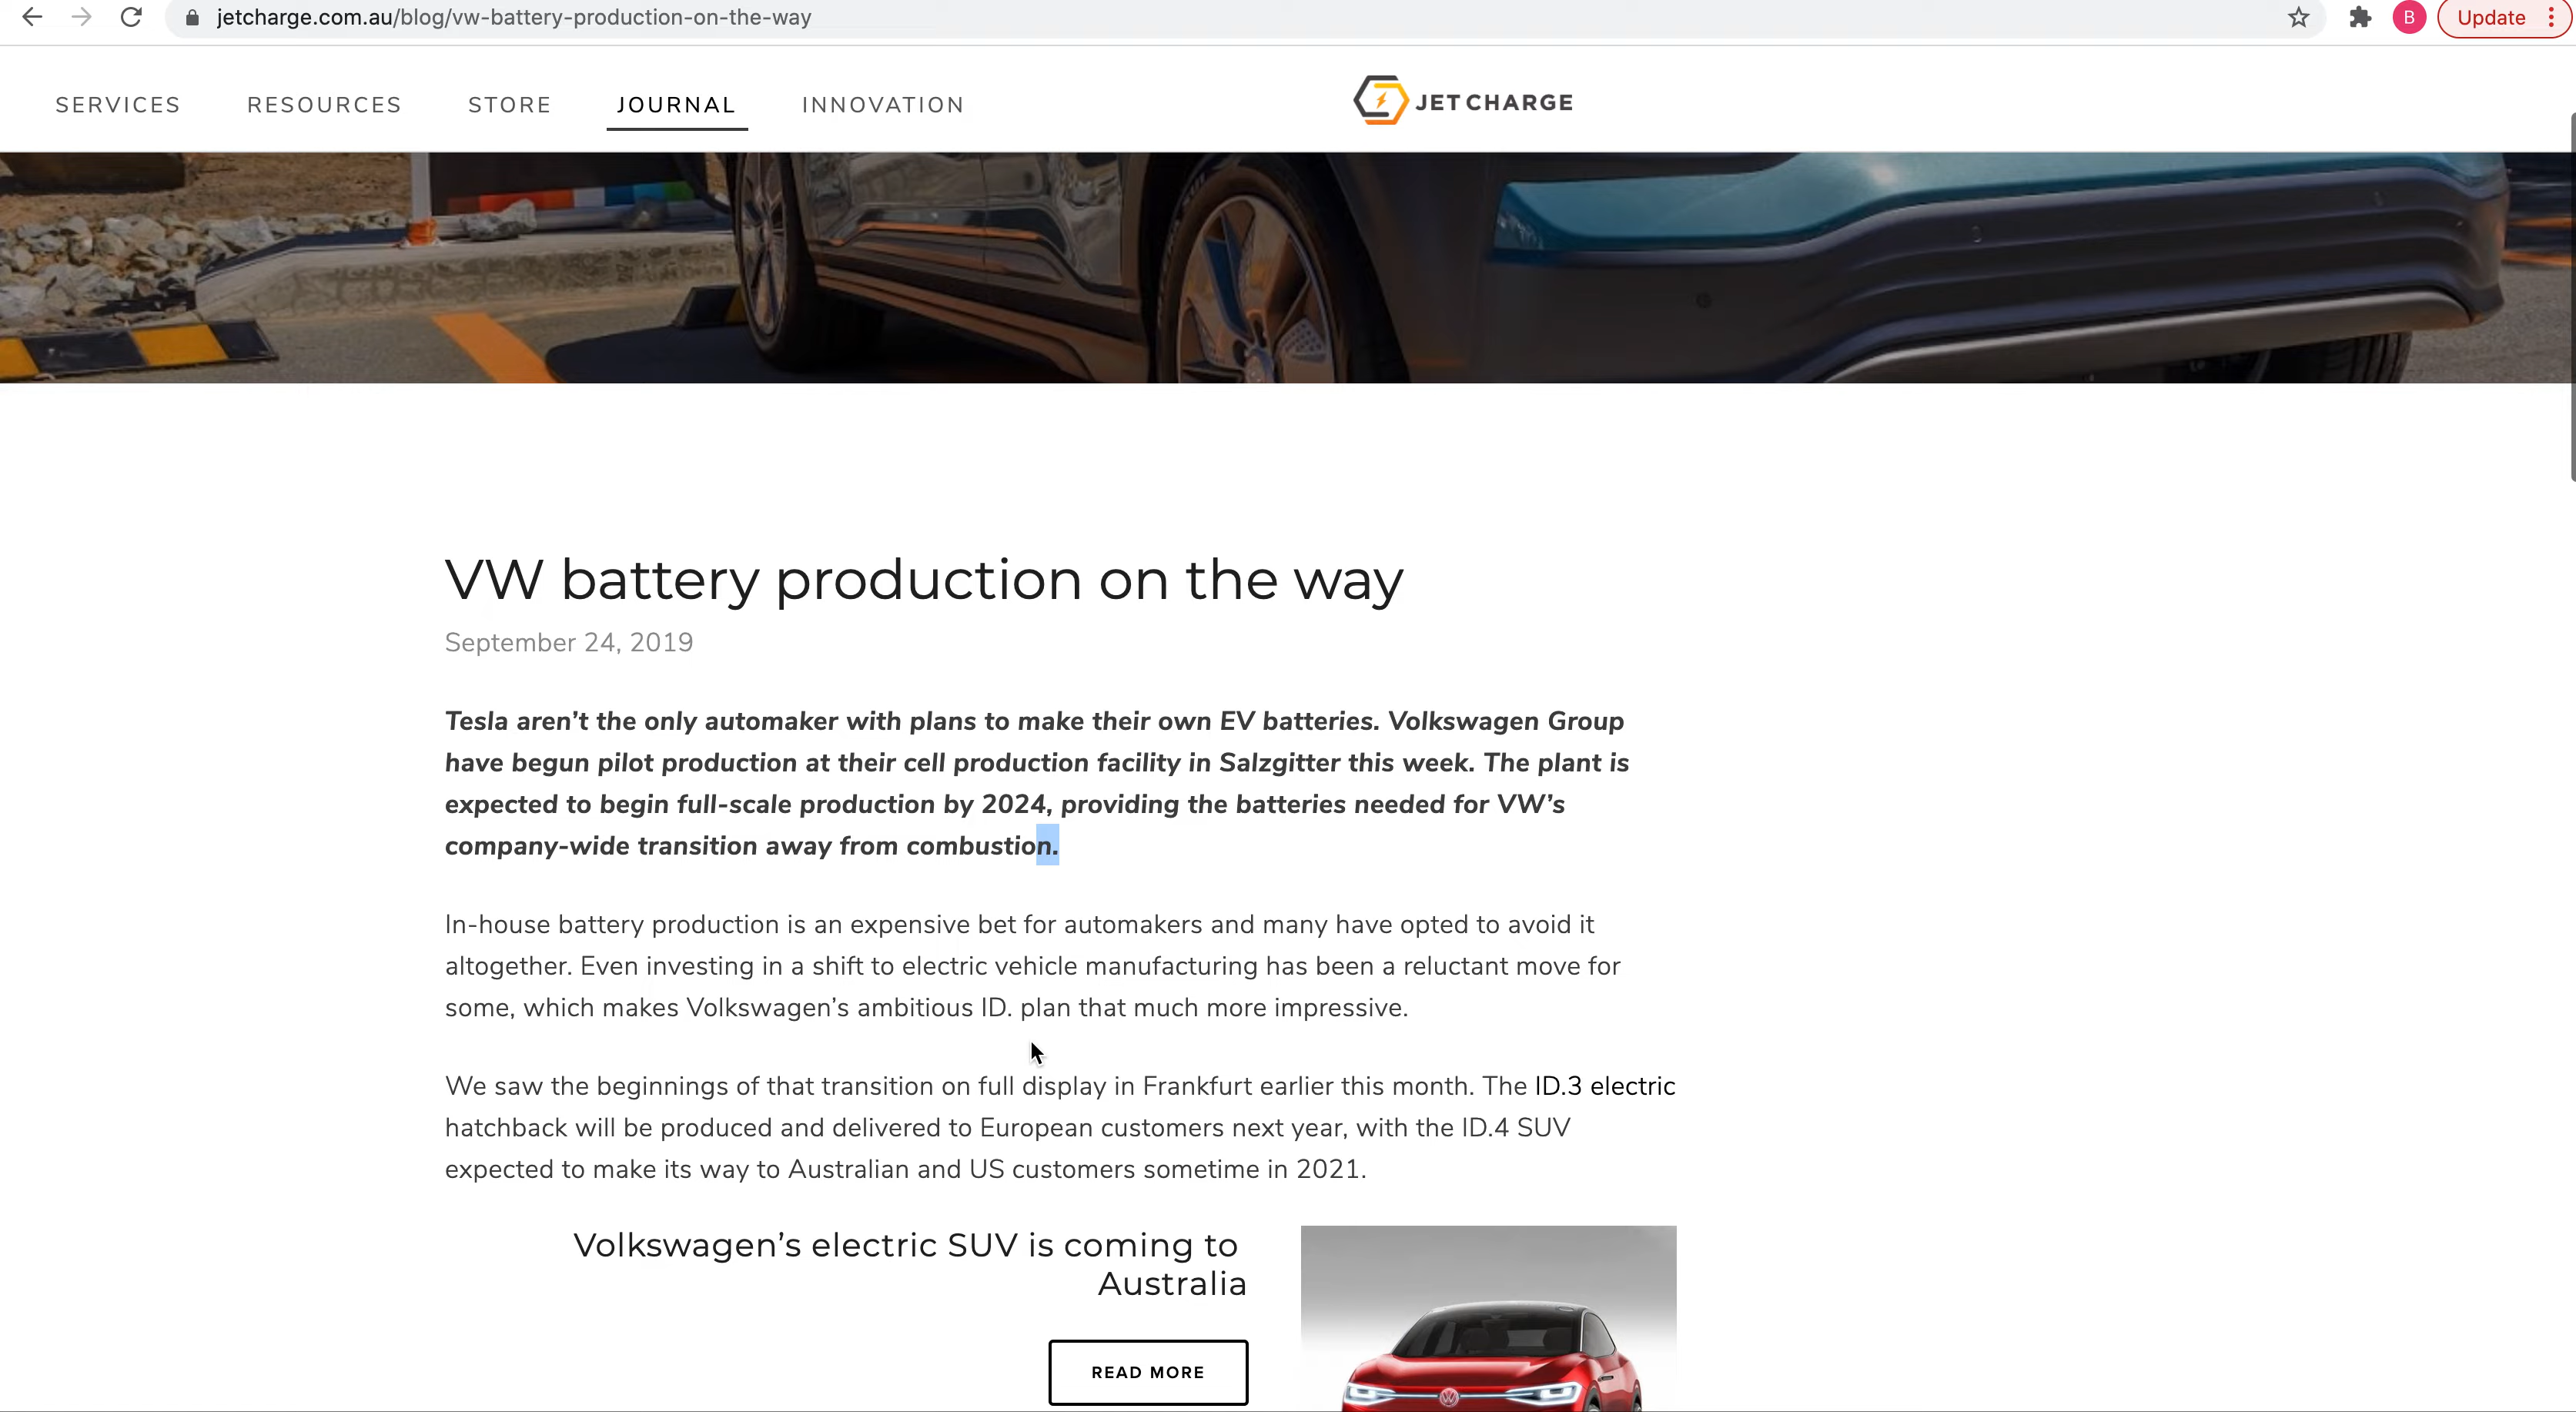 jetcharge.com.au/blog/vw-battery-production-on-the-way
B
Update
SERVICES
RESOURCES
STORE
JOURNAL
INNOVATION
JET CHARGE
VW battery production on the way
September 24, 2019
Tesla aren’t the only automaker with plans to make their own EV batteries. Volkswagen Group
have begun pilot production at their cell production facility in Salzgitter this week. The plant is
expected to begin full-scale production by 2024, providing the batteries needed for VW’s
company-wide transition away from combustion.
In-house battery production is an expensive bet for automakers and many have opted to avoid it
altogether. Even investing in a shift to electric vehicle manufacturing has been a reluctant move for
some, which makes Volkswagen’s ambitious ID. plan that much more impressive.
We saw the beginnings of that transition on full display in Frankfurt earlier this month. The ID.3 electric
hatchback will be produced and delivered to European customers next year, with the ID.4 SUV
expected to make its way to Australian and US customers sometime in 2021.
Volkswagen’s electric SUV is coming to
Australia
READ MORE